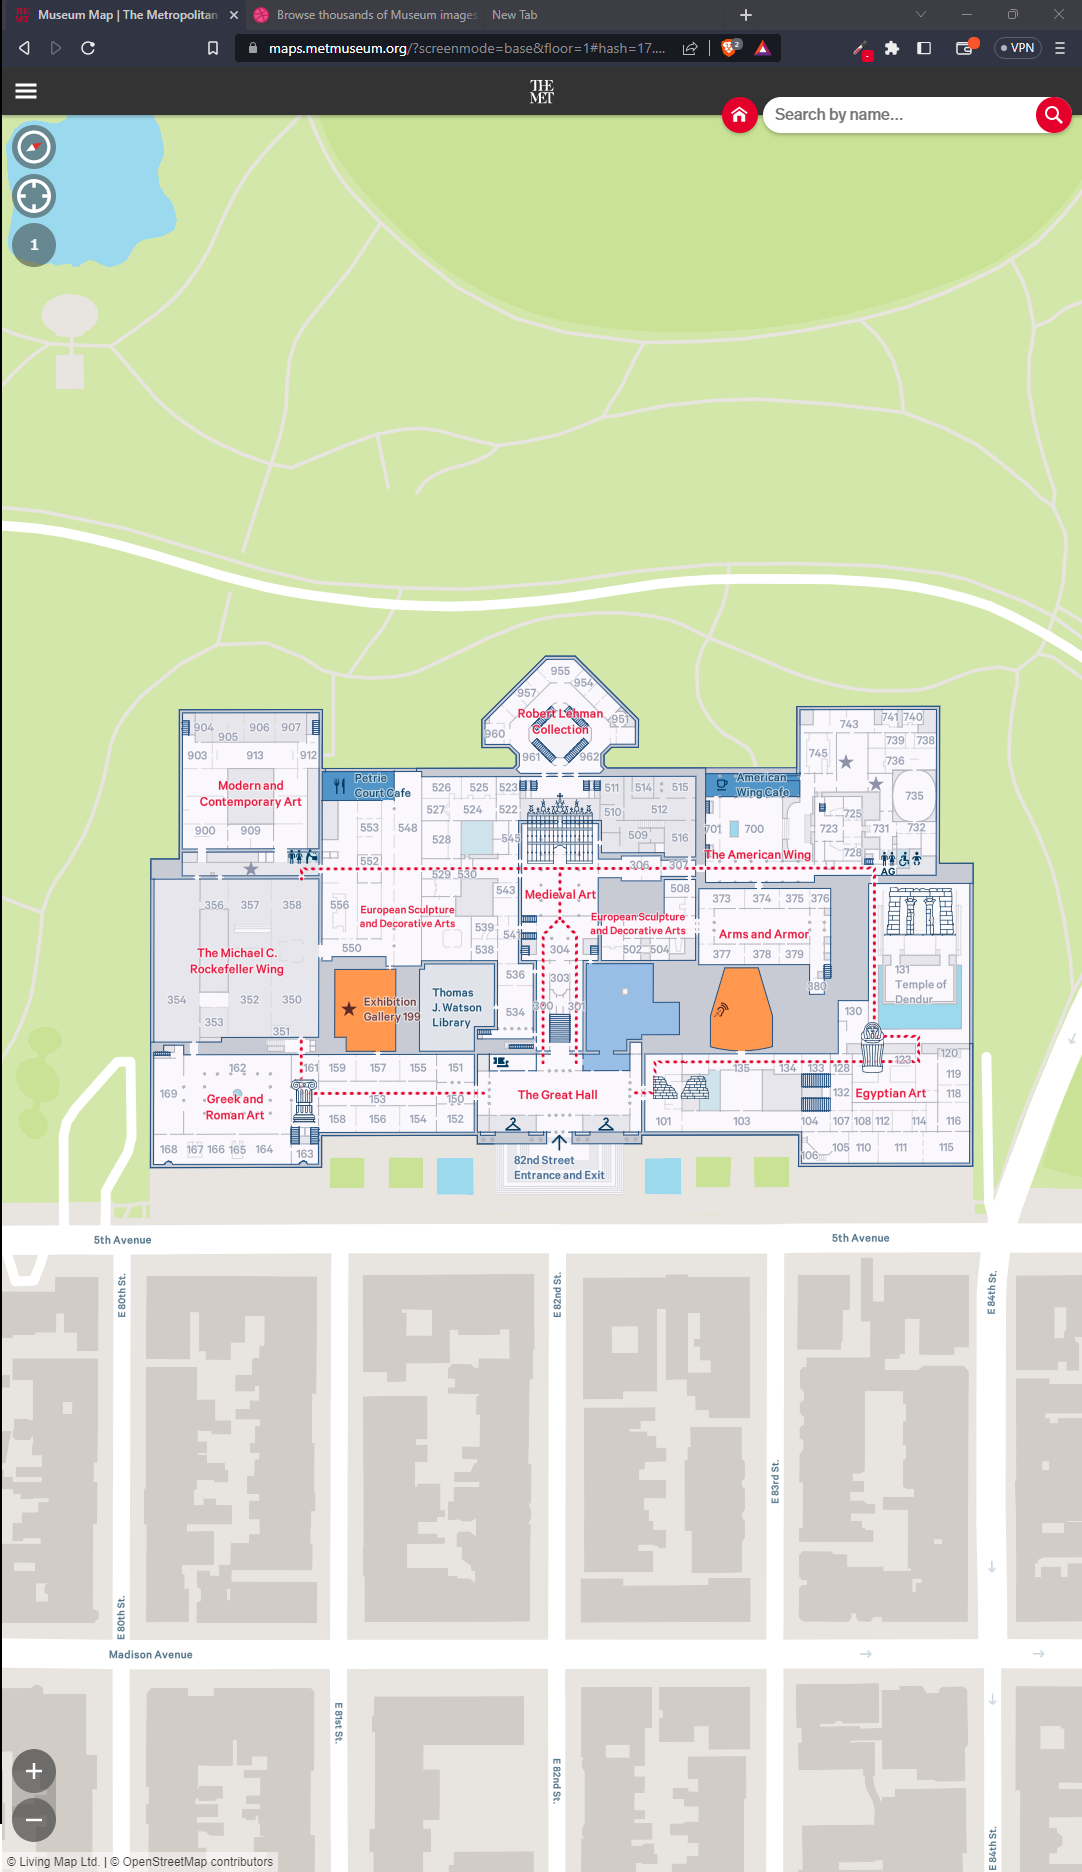 Museum Map | The Metropolitan
Browse thousands of Museum images
New Tab
maps.metmuseum.org/?screenmode=base&floor=1#hash=17....
2
VPN
THE
MET
Search by name...
1
955
954
957
Robert Lehman
Collection
951
960
961
962
904
905
906
907
903
913
912
Modern and
Contemporary Art
900
909
Petrie
Court Cafe
526
525
523
511
514
515
527
524
522
510
512
553
548
528
545
509
516
552
529
530
306
307
American
Wing Cafe
743
741
740
745
739
738
736
735
701
700
723
725
731
732
728
The American Wing
AG
356
357
358
556
543
Medieval Art
508
373
374
375
376
European Sculpture
and Decorative Arts
European Sculpture
and Decorative Arts
Arms and Armor
539
541
538
550
304
502
504
377
378
379
380
The Michael C.
Rockefeller Wing
354
352
350
353
351
Exhibition
Gallery 199
Thomas
J. Watson
Library
536
534
303
300
301
131
Temple of
Dendur
130
162
161
159
157
155
151
135
134
133
128
123
120
119
169
Greek and
Roman Art
153
150
The Great Hall
132
Egyptian Art
118
158
156
154
152
101
103
104
107
108
112
114
116
168
167
166
165
164
163
106
105
110
111
115
82nd Street
Entrance and Exit
5th Avenue
5th Avenue
E 80th St.
E 82nd St.
E 84th St.
E 83rd St.
E 80th St.
Madison Avenue
E 81st St.
E 82nd St.
E 84th St.
© Living Map Ltd. | © OpenStreetMap contributors